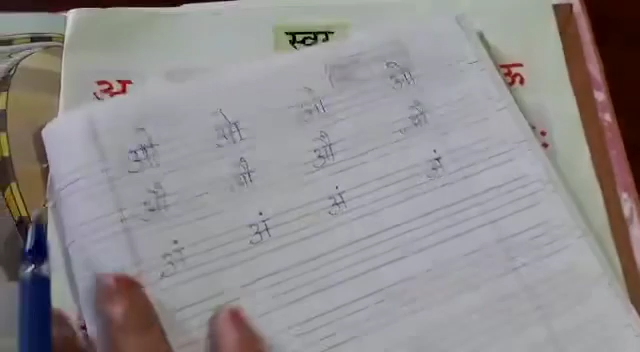 स्वर
अ
ओ ओ ओ ओ
औ औ औ औ
अं अं अं अं